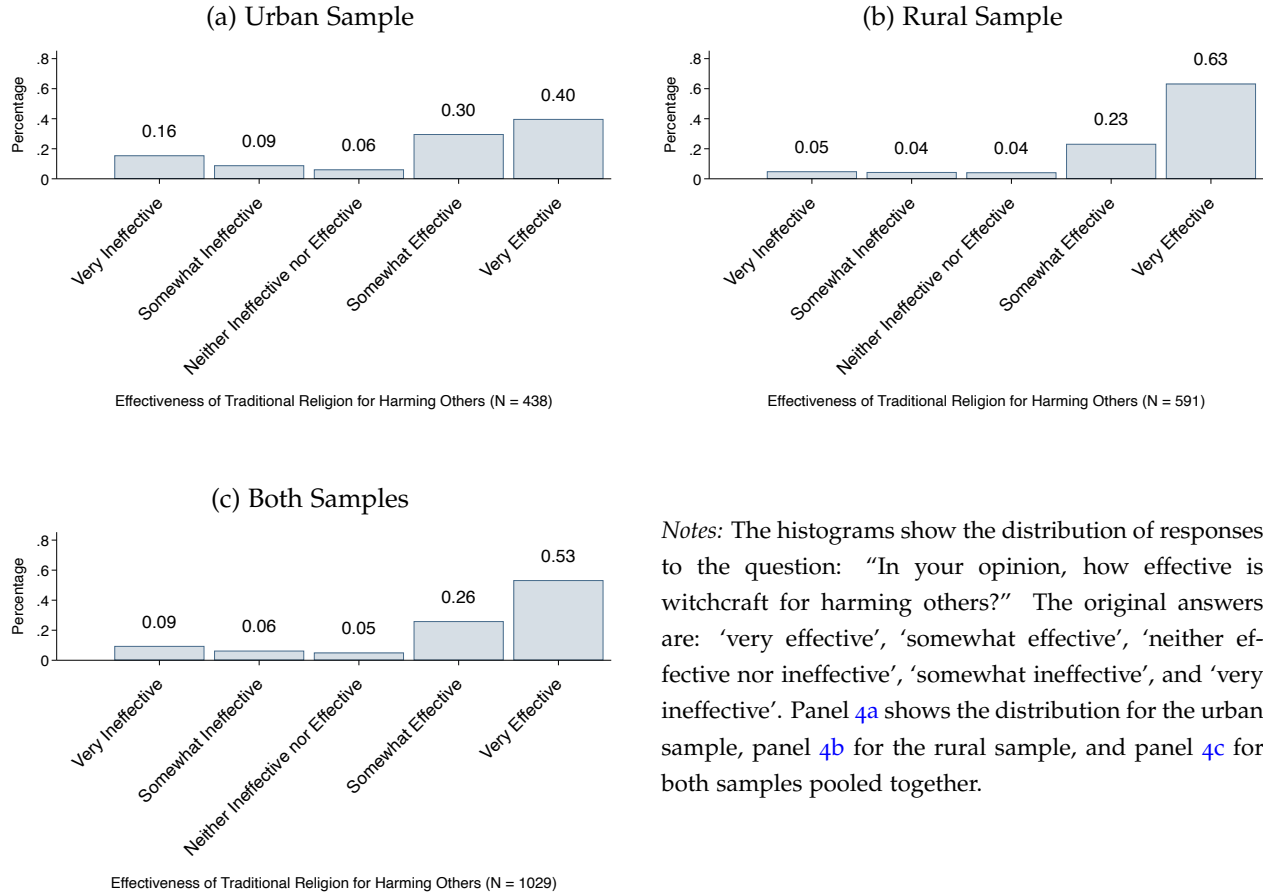 (a) Urban Sample
Percentage
.8
.6
.4
.2
0
0.16
0.09
0.06
0.30
0.40
Very Ineffective
Somewhat Ineffective
Neither Ineffective nor Effective
Somewhat Effective
Very Effective
Effectiveness of Traditional Religion for Harming Others (N = 438)
(b) Rural Sample
Percentage
.8
.6
.4
.2
0
0.05
0.04
0.04
0.23
0.63
Very Ineffective
Somewhat Ineffective
Neither Ineffective nor Effective
Somewhat Effective
Very Effective
Effectiveness of Traditional Religion for Harming Others (N = 591)
(c) Both Samples
Percentage
.8
.6
.4
.2
0
0.09
0.06
0.05
0.26
0.53
Very Ineffective
Somewhat Ineffective
Neither Ineffective nor Effective
Somewhat Effective
Very Effective
Effectiveness of Traditional Religion for Harming Others (N = 1029)
Notes: The histograms show the distribution of responses
to the question: “In your opinion, how effective is
witchcraft for harming others?” The original answers
are: ‘very effective’, ‘somewhat effective’, ‘neither ef-
fective nor ineffective’, ‘somewhat ineffective’, and ‘very
ineffective’. Panel 4a shows the distribution for the urban
sample, panel 4b for the rural sample, and panel 4c for
both samples pooled together.